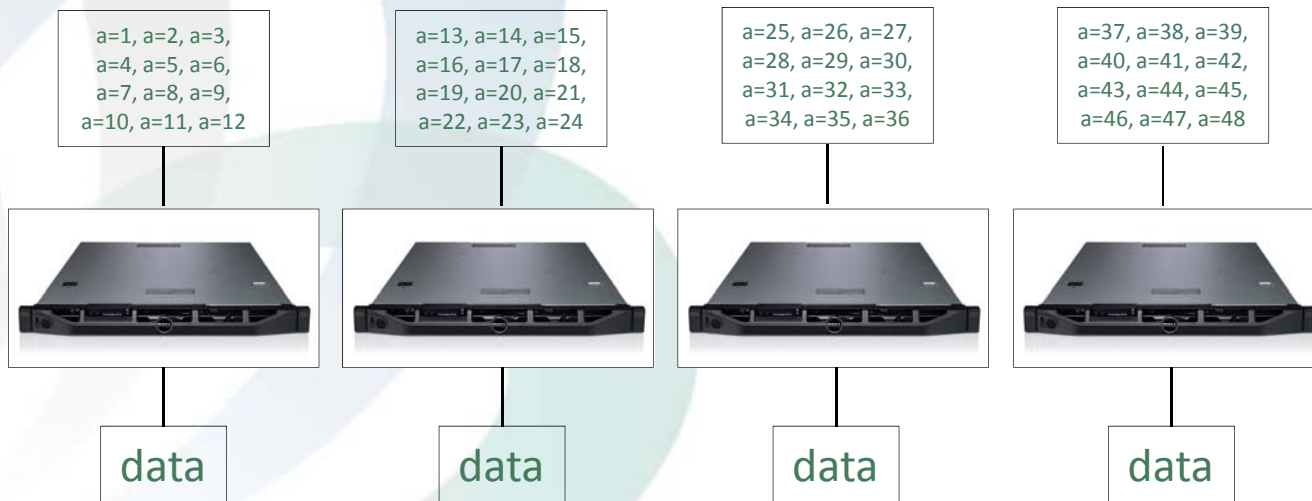 a=1, a=2, a=3,
a=4, a=5, a=6,
a=7, a=8, a=9,
a=10, a=11, a=12
a=13, a=14, a=15,
a=16, a=17, a=18,
a=19, a=20, a=21,
a=22, a=23, a=24
a=25, a=26, a=27,
a=28, a=29, a=30,
a=31, a=32, a=33,
a=34, a=35, a=36
a=37, a=38, a=39,
a=40, a=41, a=42,
a=43, a=44, a=45,
a=46, a=47, a=48
data
data
data
data